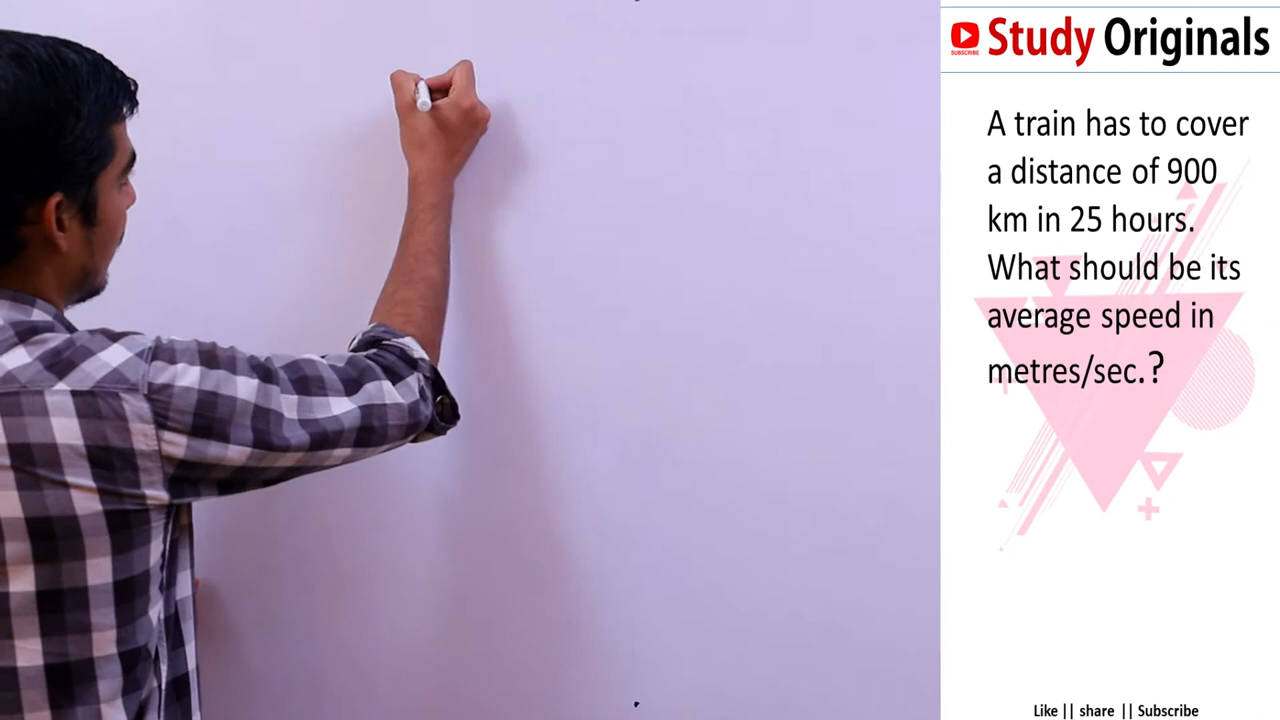 SUBSCRIBE
Study Originals
A train has to cover
a distance of 900
km in 25 hours.
What should be its
average speed in
metres/sec.?
Like || share || Subscribe